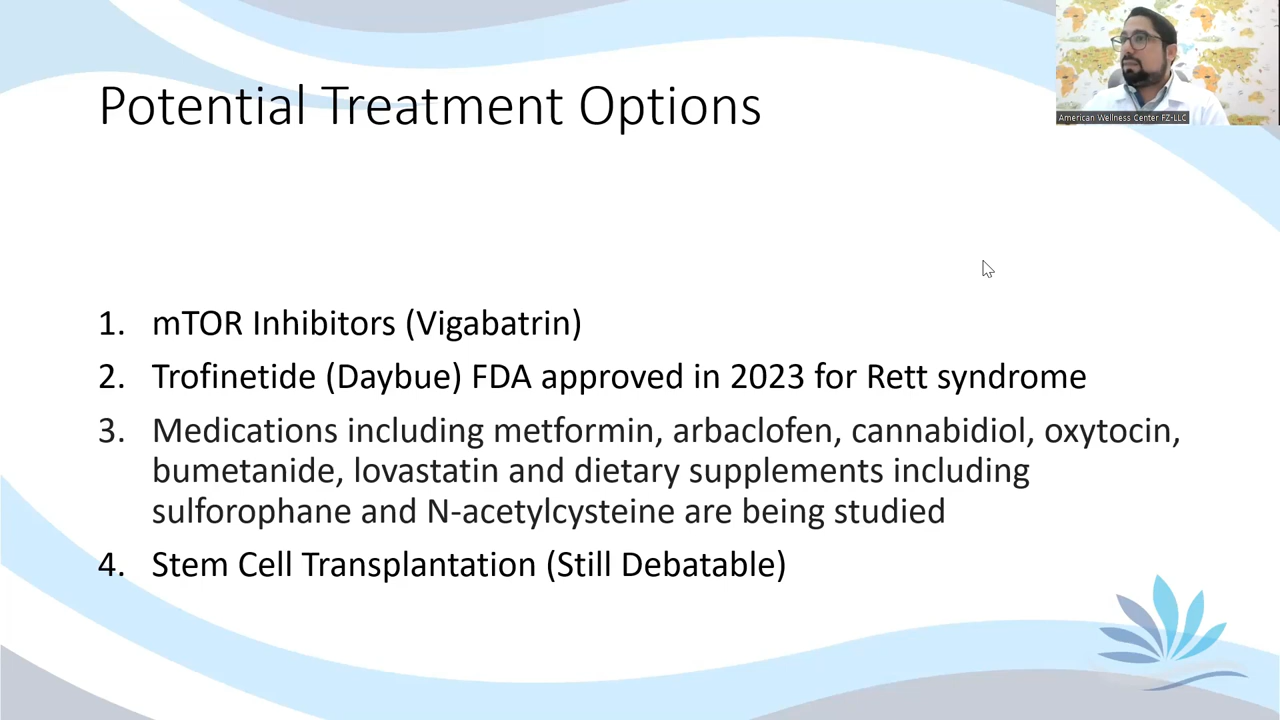 Potential Treatment Options
American Wellness Center FZ-LLC
1. mTOR Inhibitors (Vigabatrin)
2. Trofinetide (Daybue) FDA approved in 2023 for Rett syndrome
3. Medications including metformin, arbaclofen, cannabidiol, oxytocin,
bumetanide, lovastatin and dietary supplements including
sulforophane and N-acetylcysteine are being studied
4. Stem Cell Transplantation (Still Debatable)